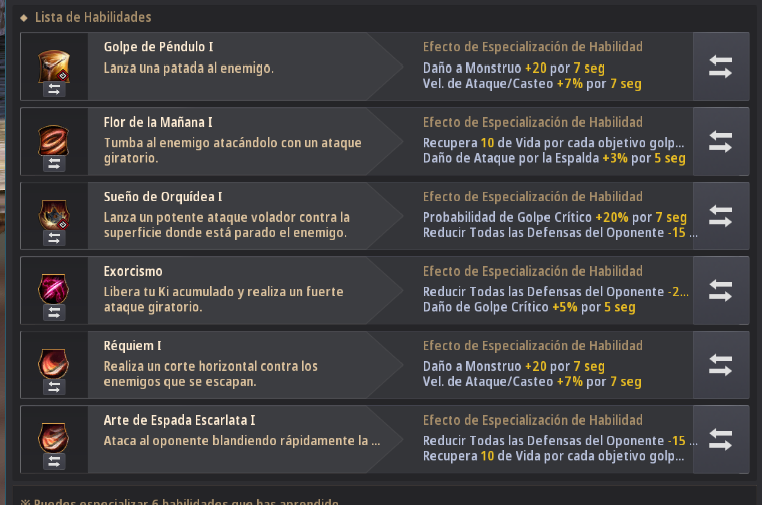 Lista de Habilidades
Golpe de Péndulo I
Lanza una patada al enemigo.
Efecto de Especialización de Habilidad
Daño a Monstruo +20 por 7 seg
Vel. de Ataque/Casteo +7% por 7 seg
Flor de la Mañana I
Tumba al enemigo atacándolo con un ataque
giratorio.
Efecto de Especialización de Habilidad
Recupera 10 de Vida por cada objetivo golp...
Daño de Ataque por la Espalda +3% por 5 seg
Sueño de Orquídea I
Lanza un potente ataque volador contra la
superficie donde está parado el enemigo.
Efecto de Especialización de Habilidad
Probabilidad de Golpe Crítico +20% por 7 seg
Reducir Todas las Defensas del Oponente -15 ...
Exorcismo
Libera tu Ki acumulado y realiza un fuerte
ataque giratorio.
Efecto de Especialización de Habilidad
Reducir Todas las Defensas del Oponente -2...
Daño de Golpe Crítico +5% por 5 seg
Réquiem I
Realiza un corte horizontal contra los
enemigos que se escapan.
Efecto de Especialización de Habilidad
Daño a Monstruo +20 por 7 seg
Vel. de Ataque/Casteo +7% por 7 seg
Arte de Espada Escarlata I
Ataca al oponente blandiendo rápidamente la ...
Efecto de Especialización de Habilidad
Reducir Todas las Defensas del Oponente -15 ...
Recupera 10 de Vida por cada objetivo golp...
※ Puedes especializar 6 habilidades que has aprendido